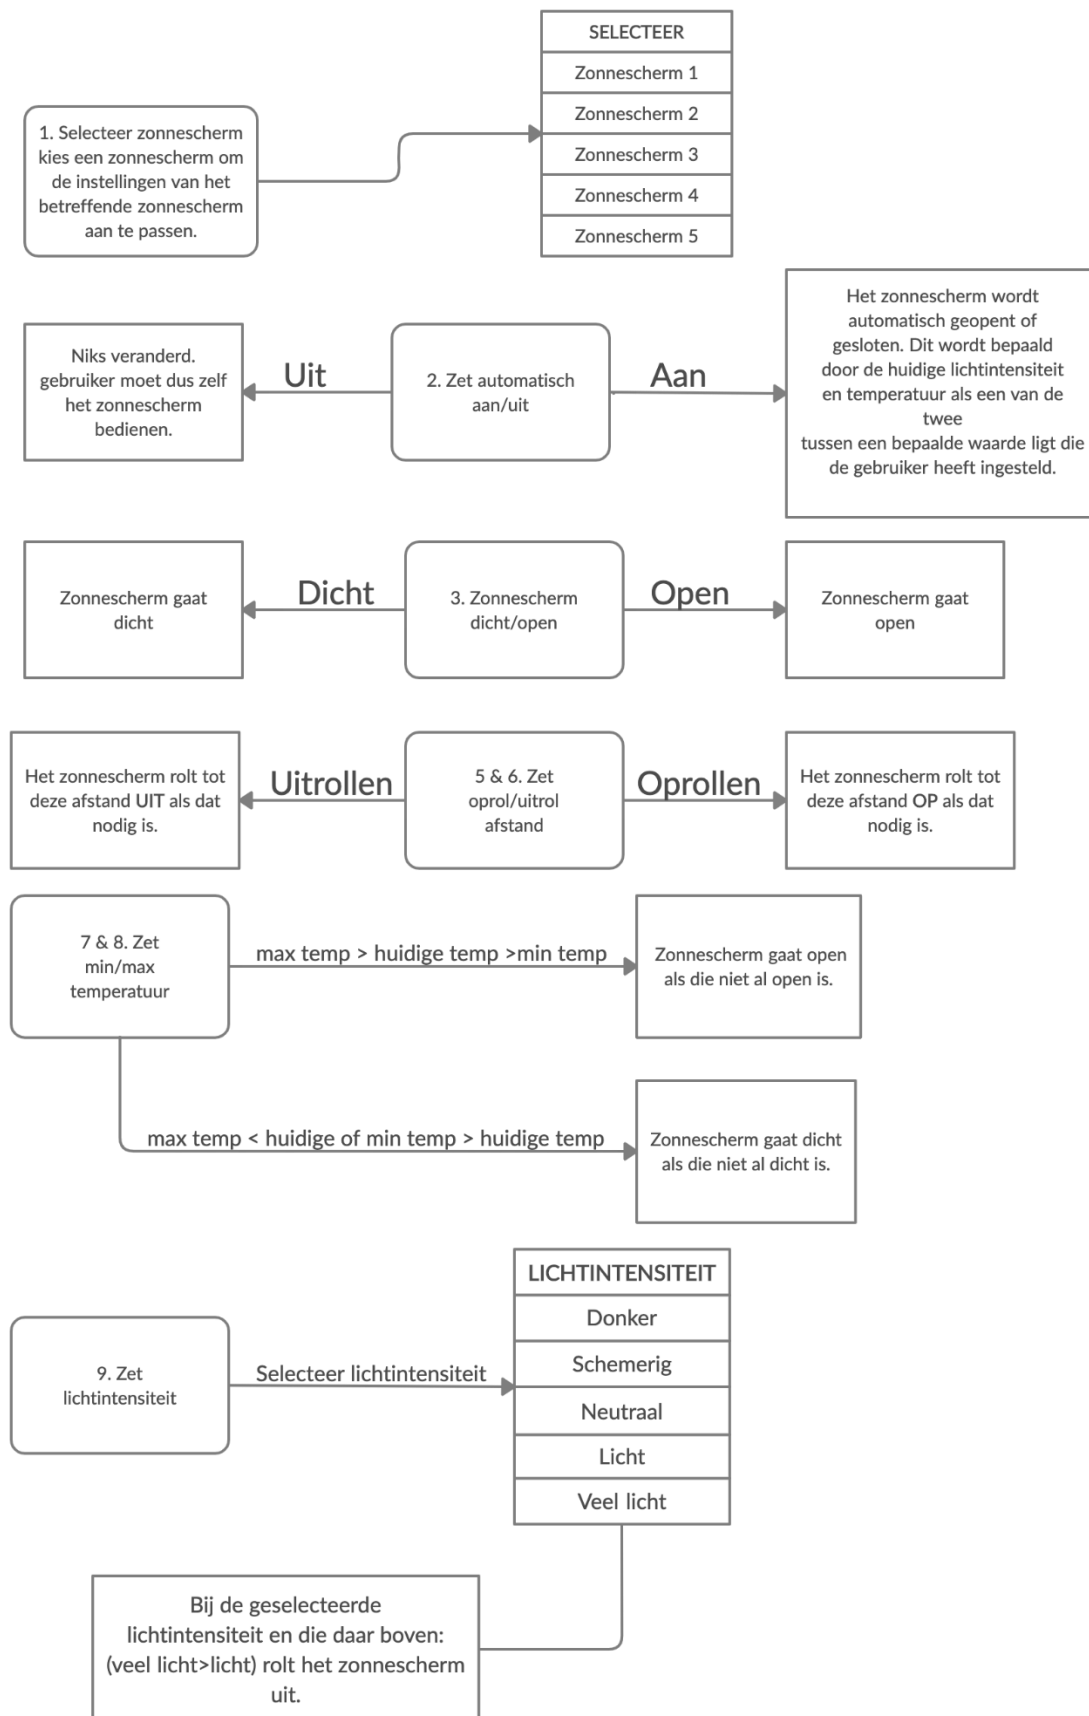 SELECTEER
Zonnescherm 1
Zonnescherm 2
Zonnescherm 3
Zonnescherm 4
Zonnescherm 5
1. Selecteer zonnescherm
kies een zonnescherm om
de instellingen van het
betreffende zonnescherm
aan te passen.
Niks veranderd.
gebruiker moet dus zelf
het zonnescherm
bedienen.
Uit
2. Zet automatisch
aan/uit
Aan
Het zonnescherm wordt
automatisch geopent of
gesloten. Dit wordt bepaald
door de huidige lichtintensiteit
en temperatuur als een van de
twee
tussen een bepaalde waarde ligt die
de gebruiker heeft ingesteld.
Zonnescherm gaat
dicht
Dicht
3. Zonnescherm
dicht/open
Open
Zonnescherm gaat
open
Het zonnescherm rolt tot
deze afstand UIT als dat
nodig is.
Uitrollen
5 & 6. Zet
oprol/uitrol
afstand
Oprollen
Het zonnescherm rolt tot
deze afstand OP als dat
nodig is.
7 & 8. Zet
min/max
temperatuur
max temp > huidige temp >min temp
Zonnescherm gaat open
als die niet al open is.
max temp < huidige of min temp > huidige temp
Zonnescherm gaat dicht
als die niet al dicht is.
9. Zet
lichtintensiteit
Selecteer lichtintensiteit
LICHTINTENSITEIT
Donker
Schemerig
Neutraal
Licht
Veel licht
Bij de geselecteerde
lichtintensiteit en die daar boven:
(veel licht>licht) rolt het zonnescherm
uit.